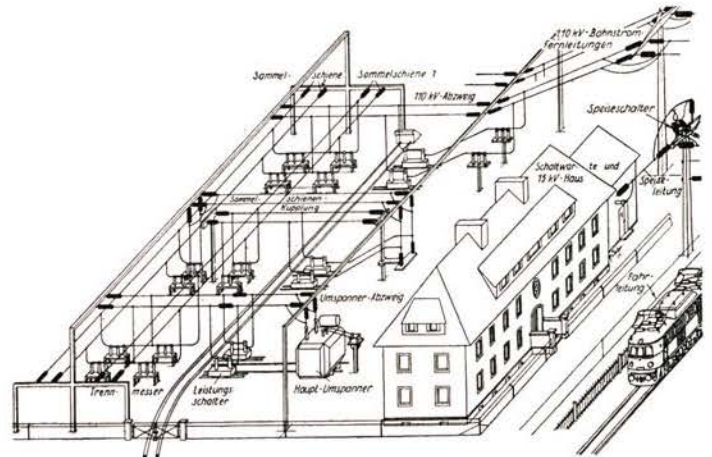 110 kV-Bahnstrom-
fernleitungen
Sammel- Schiene Sammelschiene 1
110 kV-Abzweig
Speiseschalter
Schaltwarte und
15 kV-Haus
Speise-
leitung
Sammel- schienen-
Kupplung
Fahr-
leitung
Umspanner-Abzweig
Trenn- messer
Leistungs
schalter
Haupt-Umspanner